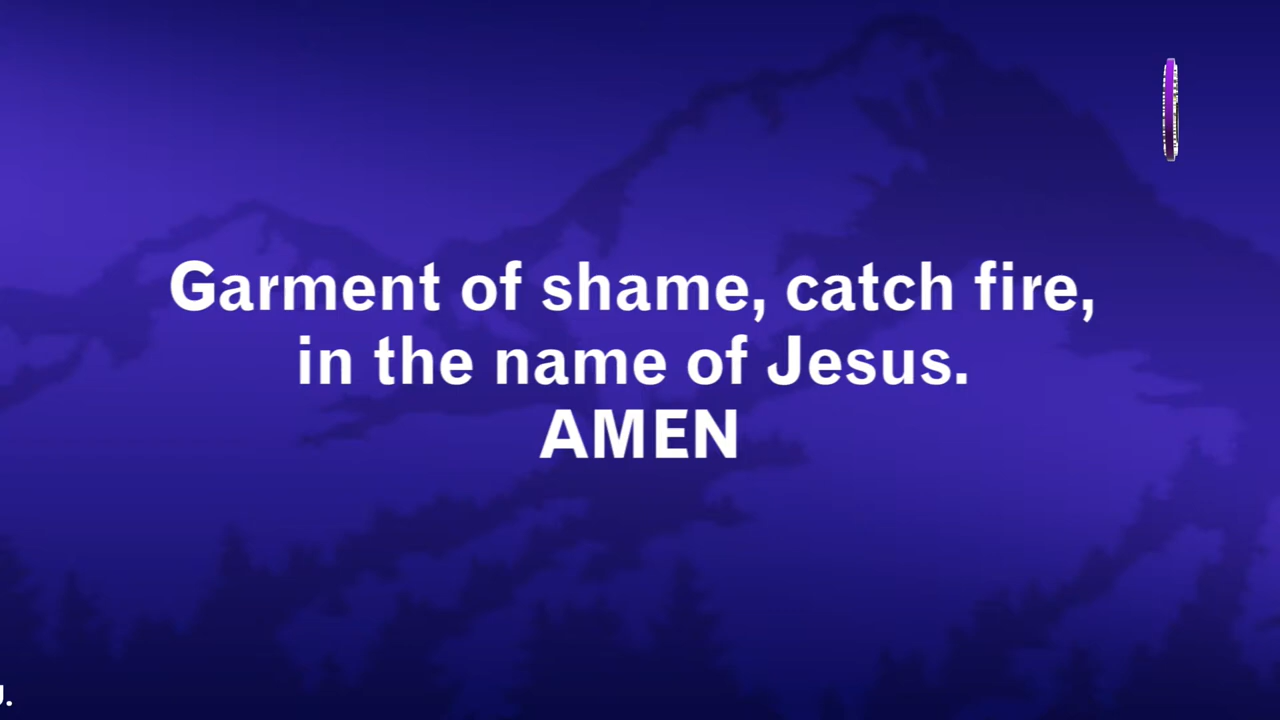 Garment of shame, catch fire,
in the name of Jesus.
AMEN